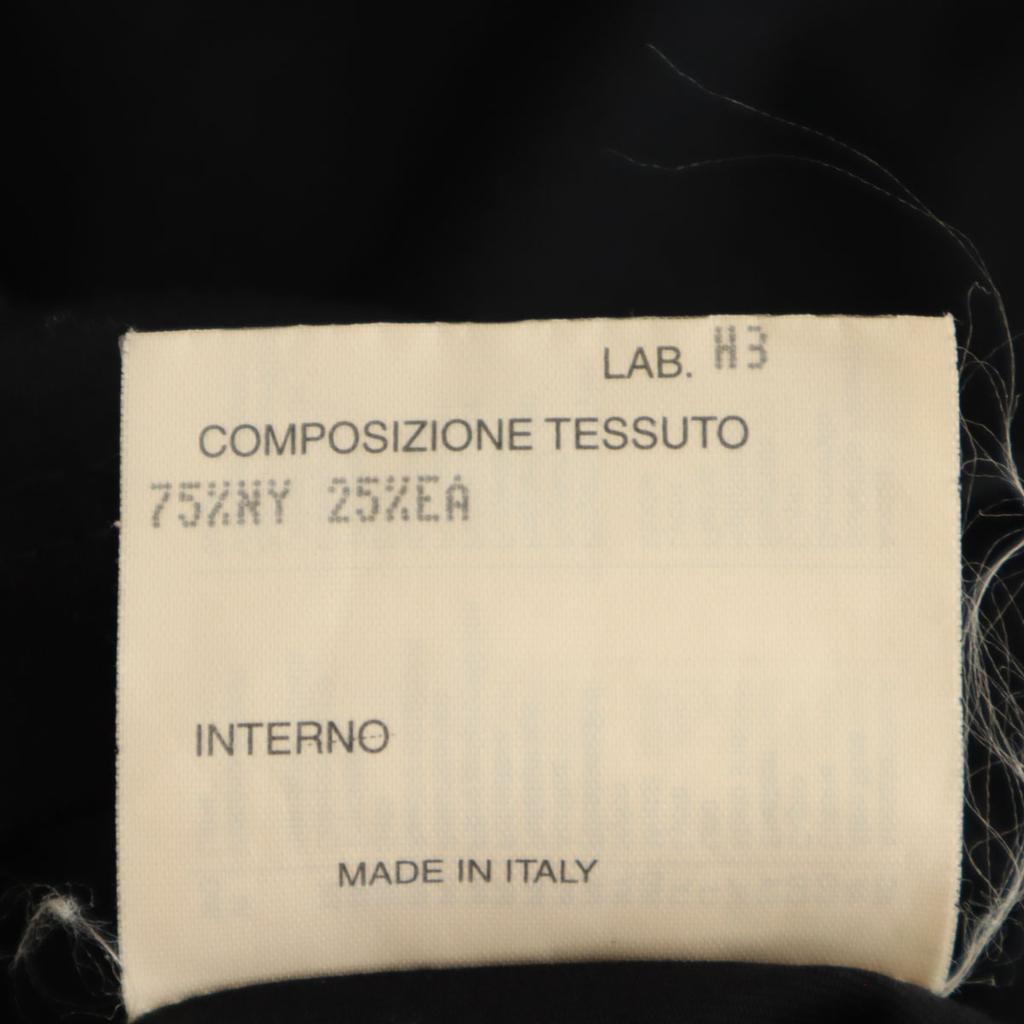 LAB. H3
COMPOSIZIONE TESSUTO
75%NY 25%EA
INTERNO
MADE IN ITALY